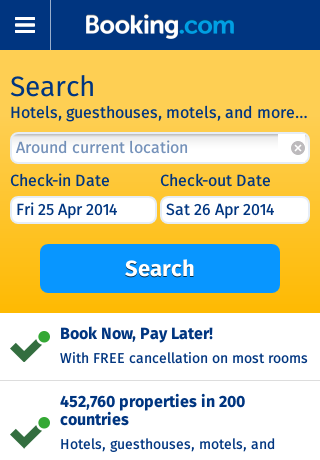 Booking.com
Search
Hotels, guesthouses, motels, and more...
Around current location
Check-in Date Check-out Date
Fri 25 Apr 2014 Sat 26 Apr 2014
Search
Book Now, Pay Later!
With FREE cancellation on most rooms
452,760 properties in 200
countries
Hotels, guesthouses, motels, and